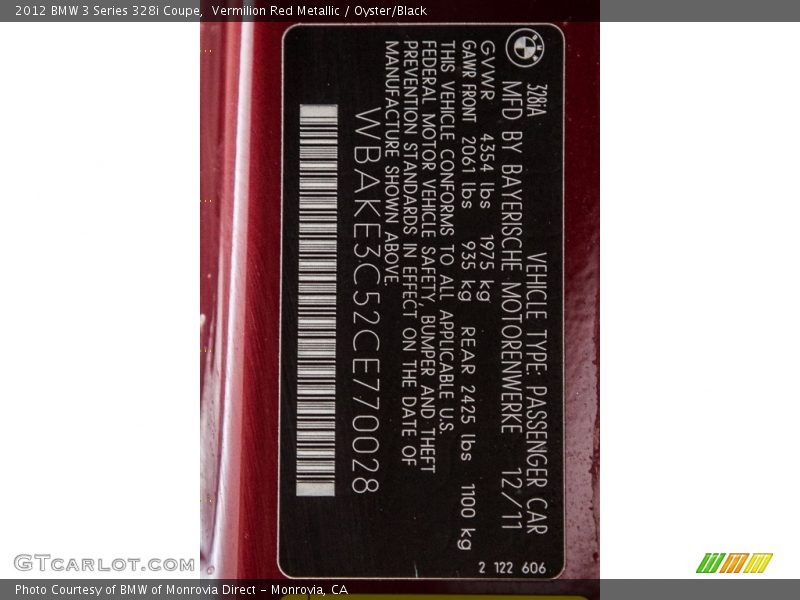 2012 BMW 3 Series 328i Coupe, Vermilion Red Metallic / Oyster/Black
BMW
328iA
VEHICLE TYPE: PASSENGER CAR
MFD BY BAYERISCHE MOTORENWERKE 12/11
GVWR 4354 lbs 1975 kg
GAWR FRONT 2061 lbs 935 kg REAR 2425 lbs 1100 kg
THIS VEHICLE CONFORMS TO ALL APPLICABLE U.S.
FEDERAL MOTOR VEHICLE SAFETY, BUMPER AND THEFT
PREVENTION STANDARDS IN EFFECT ON THE DATE OF
MANUFACTURE SHOWN ABOVE.
WBAKE3C52CE770028
2 122 606
GTCARLOT.COM
Photo Courtesy of BMW of Monrovia Direct - Monrovia, CA